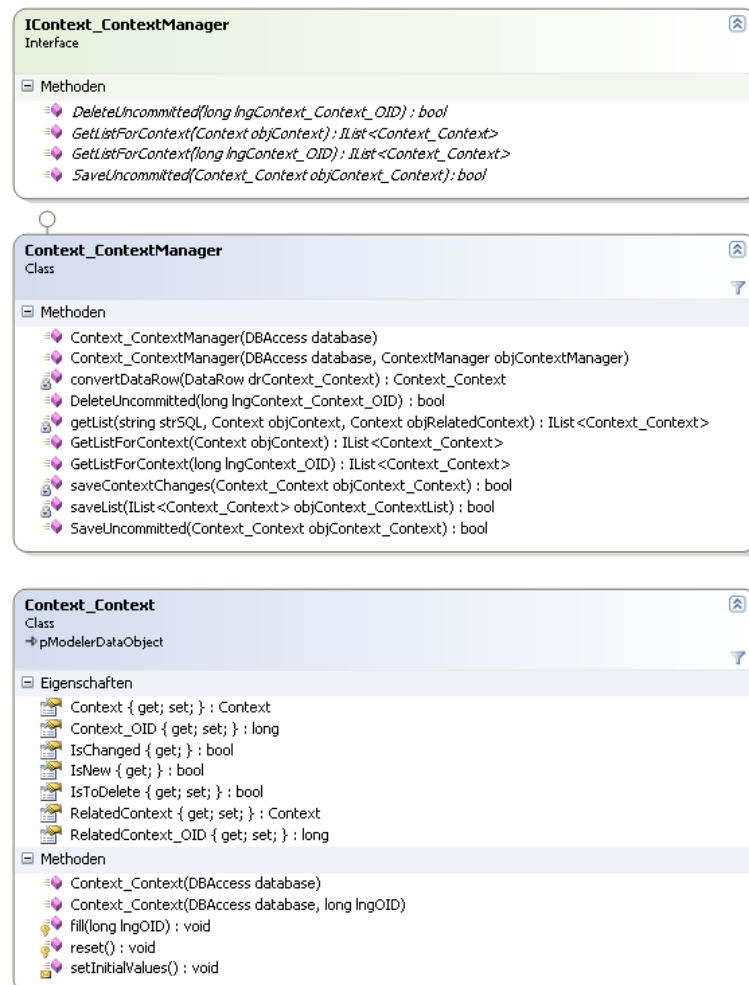 IContext_ContextManager
Interface
Methoden
DeleteUncommitted(long lngContext_Context_OID) : bool
GetListForContext(Context objContext) : IList<Context_Context>
GetListForContext(long lngContext_OID) : IList<Context_Context>
SaveUncommitted(Context_Context objContext_Context) : bool
Context_ContextManager
Class
Methoden
Context_ContextManager(DBAccess database)
Context_ContextManager(DBAccess database, ContextManager objContextManager)
convertDataRow(DataRow drContext_Context) : Context_Context
DeleteUncommitted(long lngContext_Context_OID) : bool
getList(string strSQL, Context objContext, Context objRelatedContext) : IList<Context_Context>
GetListForContext(Context objContext) : IList<Context_Context>
GetListForContext(long lngContext_OID) : IList<Context_Context>
saveContextChanges(Context_Context objContext_Context) : bool
saveList(IList<Context_Context> objContext_ContextList) : bool
SaveUncommitted(Context_Context objContext_Context) : bool
Context_Context
Class
pModelerDataObject
Eigenschaften
Context { get; set; } : Context
Context_OID { get; set; } : long
IsChanged { get; } : bool
IsNew { get; } : bool
IsToDelete { get; set; } : bool
RelatedContext { get; set; } : Context
RelatedContext_OID { get; set; } : long
Methoden
Context_Context(DBAccess database)
Context_Context(DBAccess database, long lngOID)
fill(long lngOID) : void
reset() : void
setInitialValues() : void